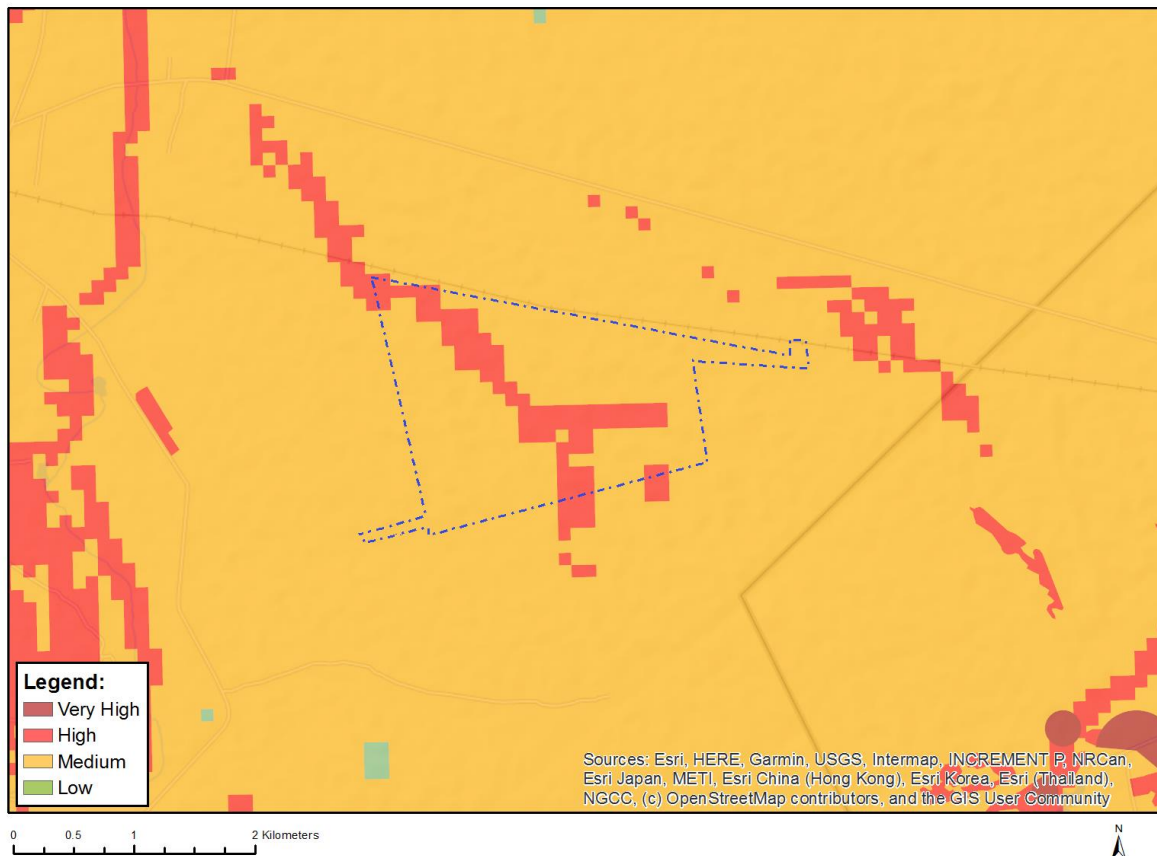 Legend:
Very High
High
Medium
Low
Sources: Esri, HERE, Garmin, USGS, Intermap, INCREMENT P, NRCan,
Esri Japan, METI, Esri China (Hong Kong), Esri Korea, Esri (Thailand),
NGCC, (c) OpenStreetMap contributors, and the GIS User Community
0 0.5 1 2 Kilometers
N